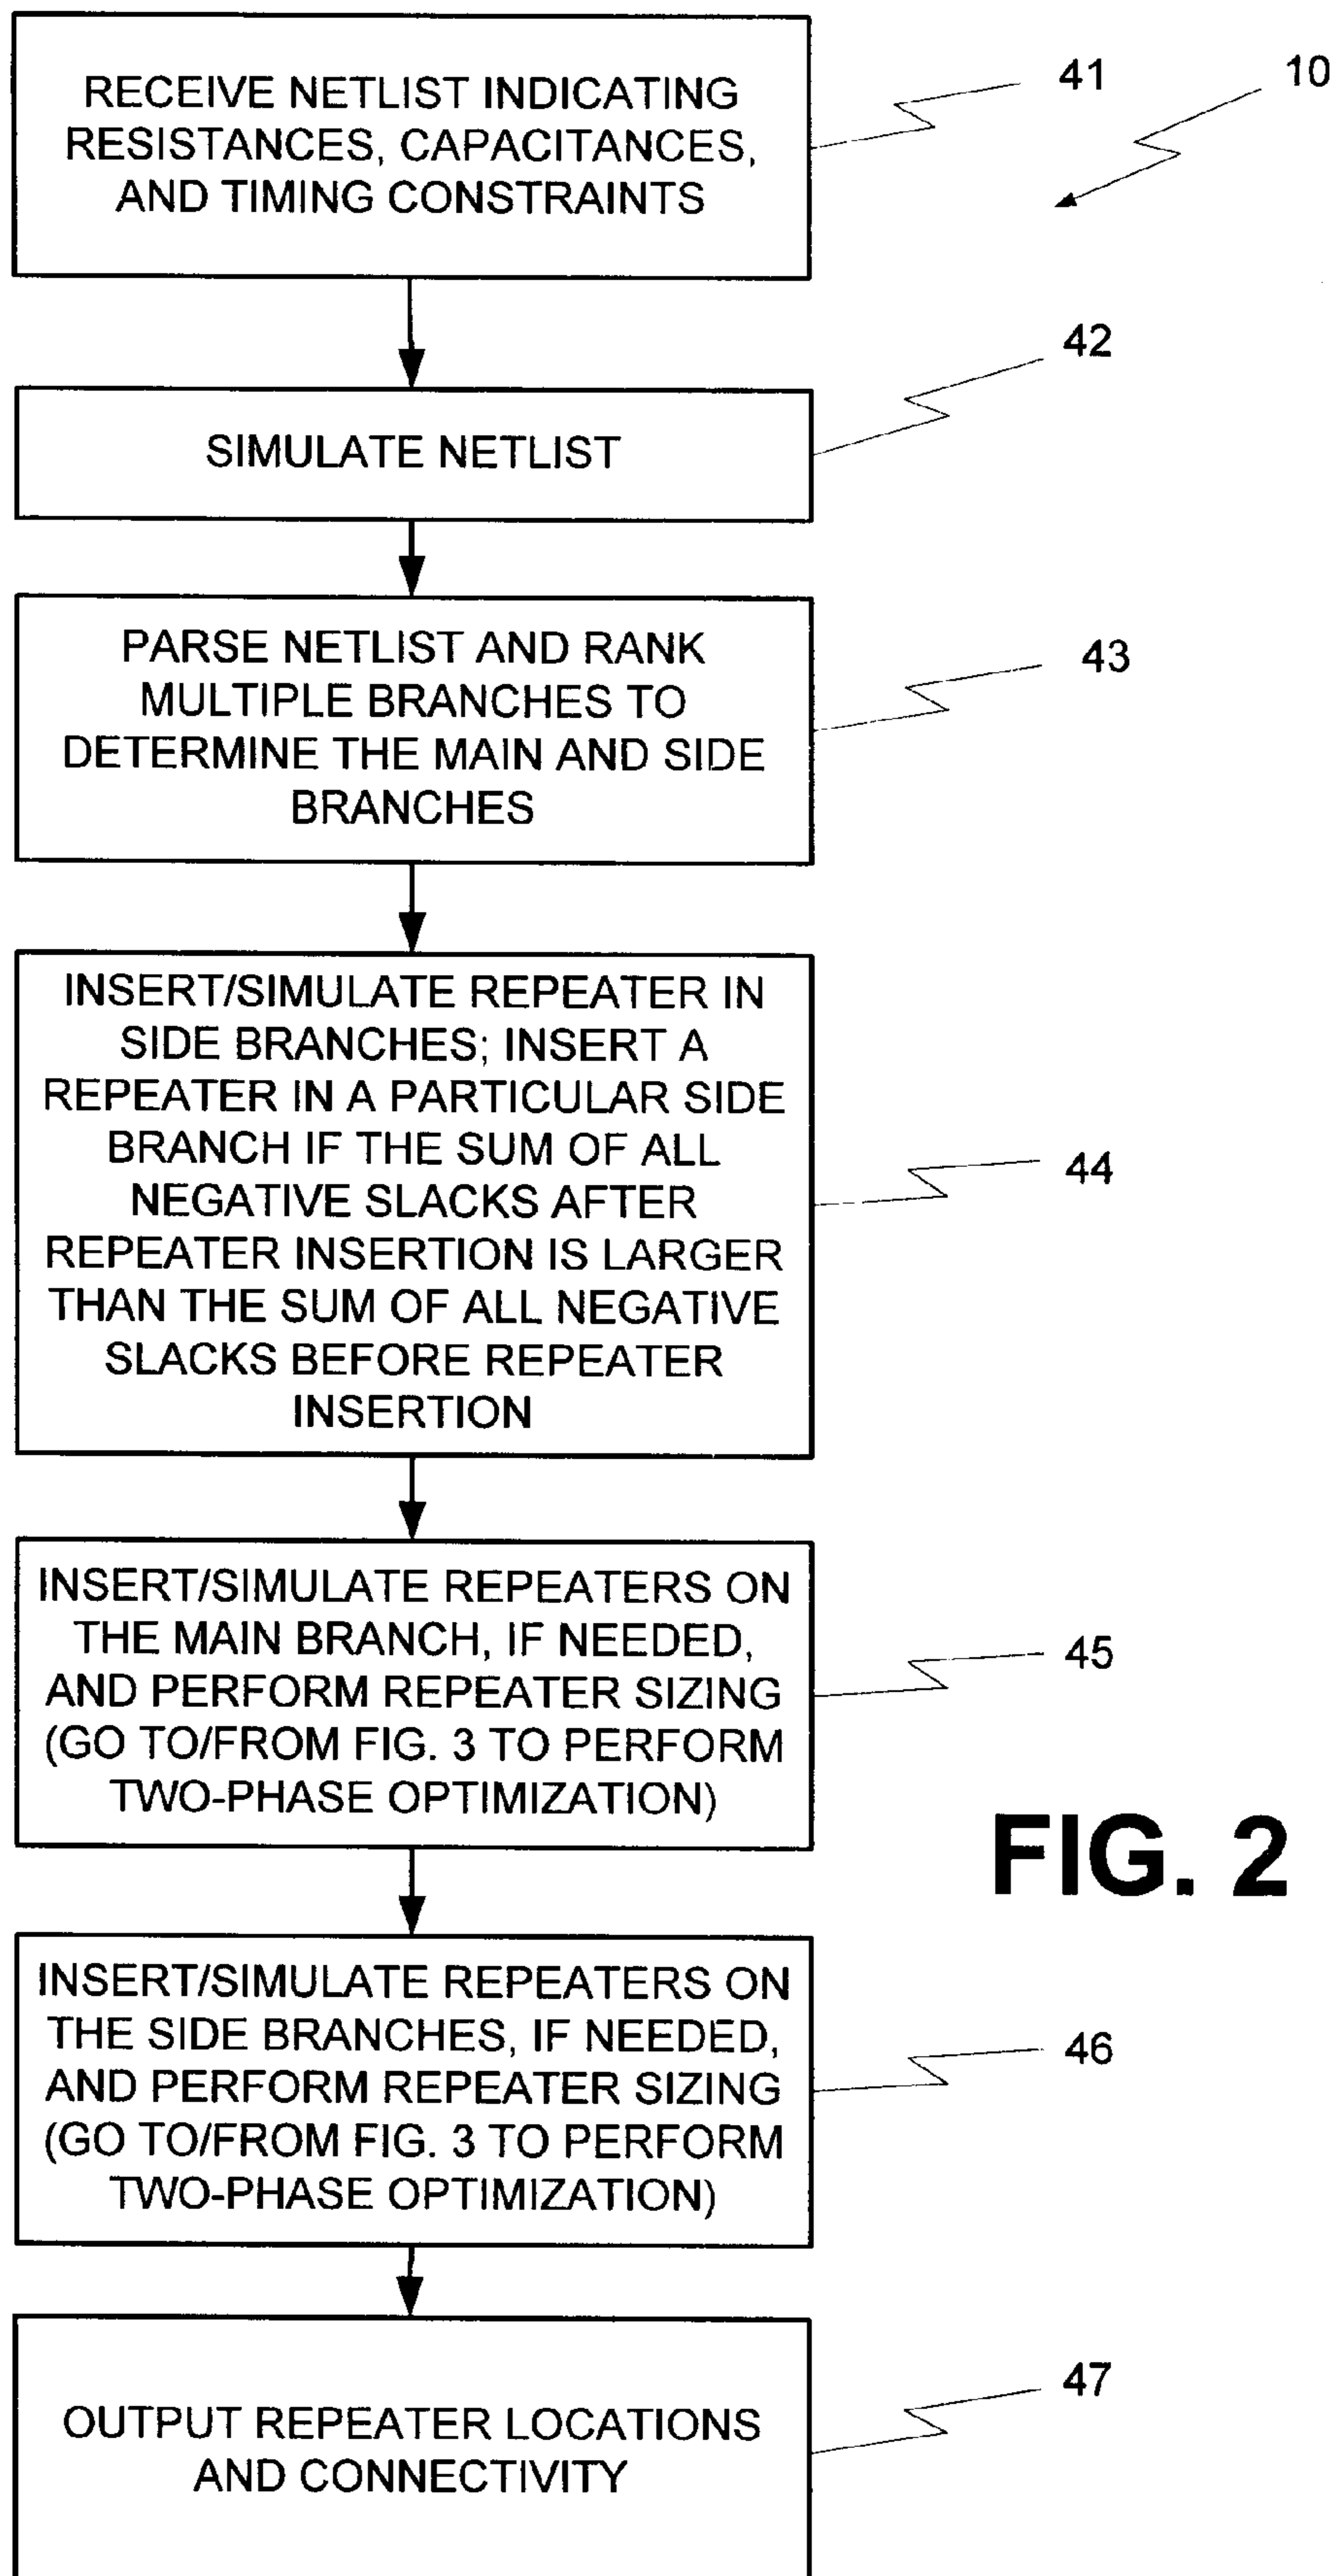 RECEIVE NETLIST INDICATING
RESISTANCES, CAPACITANCES,
AND TIMING CONSTRAINTS
41
10
SIMULATE NETLIST
42
PARSE NETLIST AND RANK
MULTIPLE BRANCHES TO
DETERMINE THE MAIN AND SIDE
BRANCHES
43
INSERT/SIMULATE REPEATER IN
SIDE BRANCHES; INSERT A
REPEATER IN A PARTICULAR SIDE
BRANCH IF THE SUM OF ALL
NEGATIVE SLACKS AFTER
REPEATER INSERTION IS LARGER
THAN THE SUM OF ALL NEGATIVE
SLACKS BEFORE REPEATER
INSERTION
44
INSERT/SIMULATE REPEATERS ON
THE MAIN BRANCH, IF NEEDED,
AND PERFORM REPEATER SIZING
(GO TO/FROM FIG. 3 TO PERFORM
TWO-PHASE OPTIMIZATION)
45
FIG. 2
INSERT/SIMULATE REPEATERS ON
THE SIDE BRANCHES, IF NEEDED,
AND PERFORM REPEATER SIZING
(GO TO/FROM FIG. 3 TO PERFORM
TWO-PHASE OPTIMIZATION)
46
OUTPUT REPEATER LOCATIONS
AND CONNECTIVITY
47